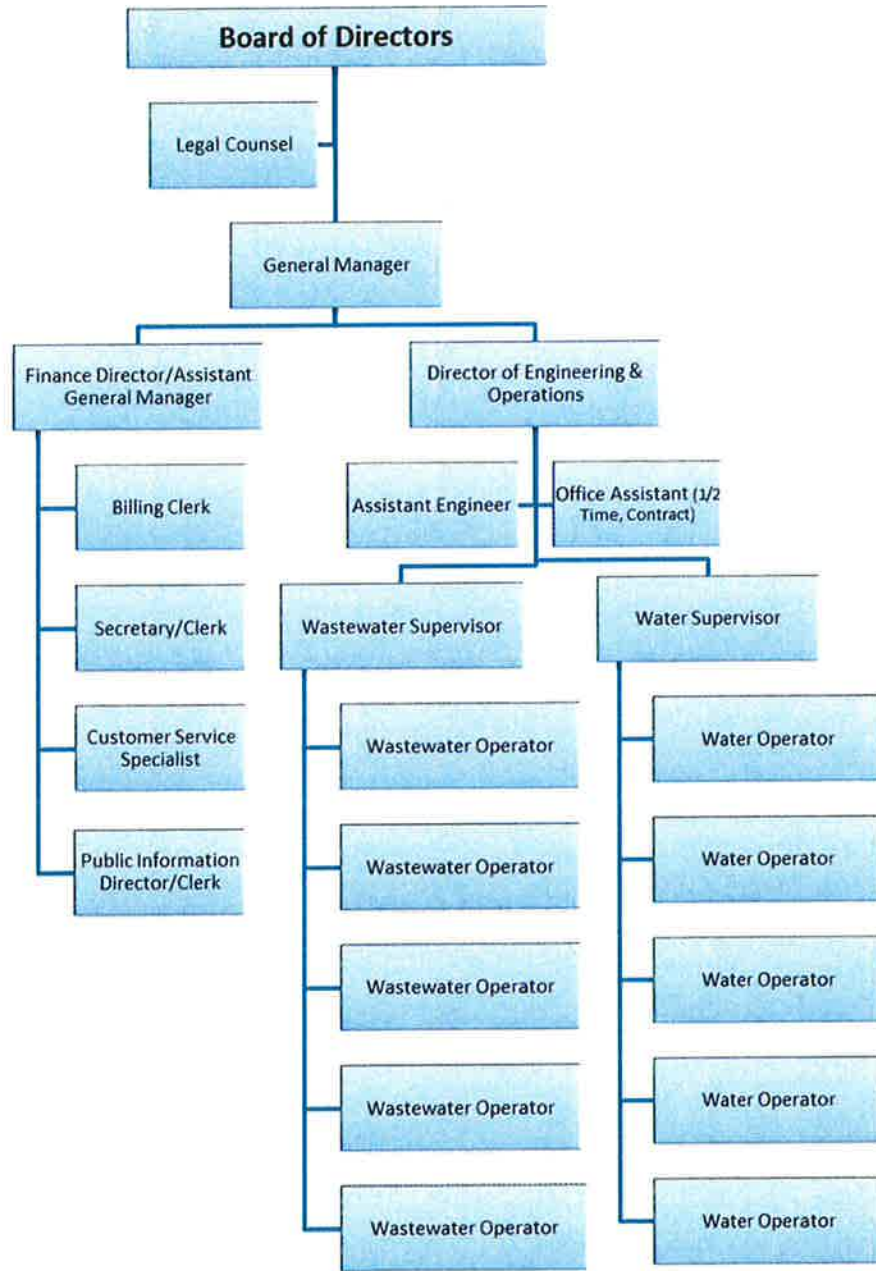 Board of Directors
Legal Counsel
General Manager
Finance Director/Assistant
General Manager
Director of Engineering &
Operations
Billing Clerk
Assistant Engineer
Office Assistant (1/2
Time, Contract)
Secretary/Clerk
Wastewater Supervisor
Water Supervisor
Customer Service
Specialist
Wastewater Operator
Water Operator
Public Information
Director/Clerk
Wastewater Operator
Water Operator
Wastewater Operator
Water Operator
Wastewater Operator
Water Operator
Wastewater Operator
Water Operator